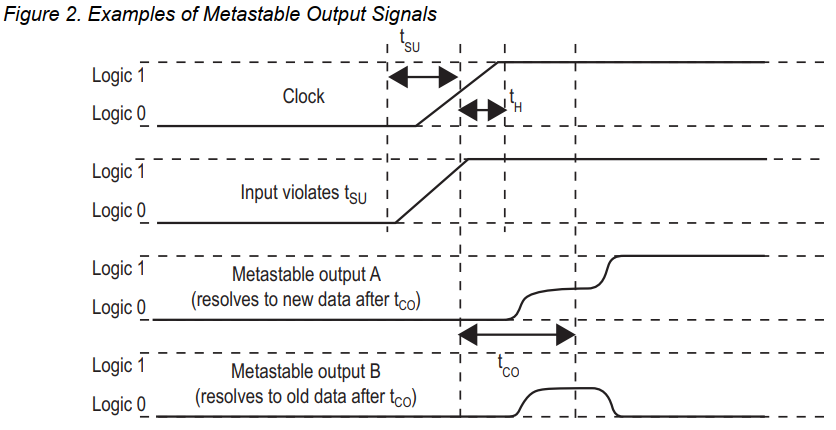 Figure 2. Examples of Metastable Output Signals
tSU
Logic 1
Clock
tH
Logic 0
Logic 1
Input violates tSU
Logic 0
Logic 1
Metastable output A
(resolves to new data after tCO)
Logic 0
tCO
Logic 1
Metastable output B
(resolves to old data after tCO)
Logic 0